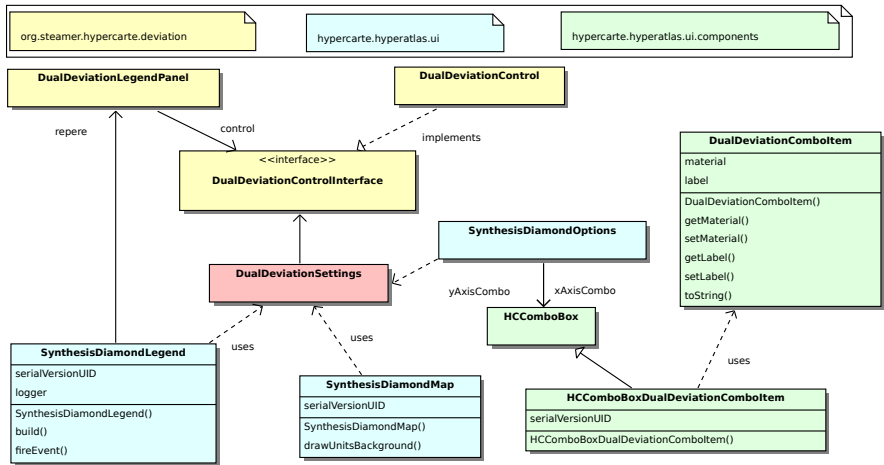 org.steamer.hypercarte.deviation
hypercarte.hyperatlas.ui
hypercarte.hyperatlas.ui.components
DualDeviationLegendPanel
DualDeviationControl
repere
control
implements
<<interface>>
DualDeviationControlInterface
DualDeviationComboItem
material
label
DualDeviationComboItem()
getMaterial()
setMaterial()
getLabel()
setLabel()
toString()
SynthesisDiamondOptions
DualDeviationSettings
yAxisCombo
xAxisCombo
HCComboBox
uses
uses
uses
SynthesisDiamondLegend
serialVersionUID
logger
SynthesisDiamondLegend()
build()
fireEvent()
SynthesisDiamondMap
serialVersionUID
SynthesisDiamondMap()
drawUnitsBackground()
HCComboBoxDualDeviationComboItem
serialVersionUID
HCComboBoxDualDeviationComboItem()